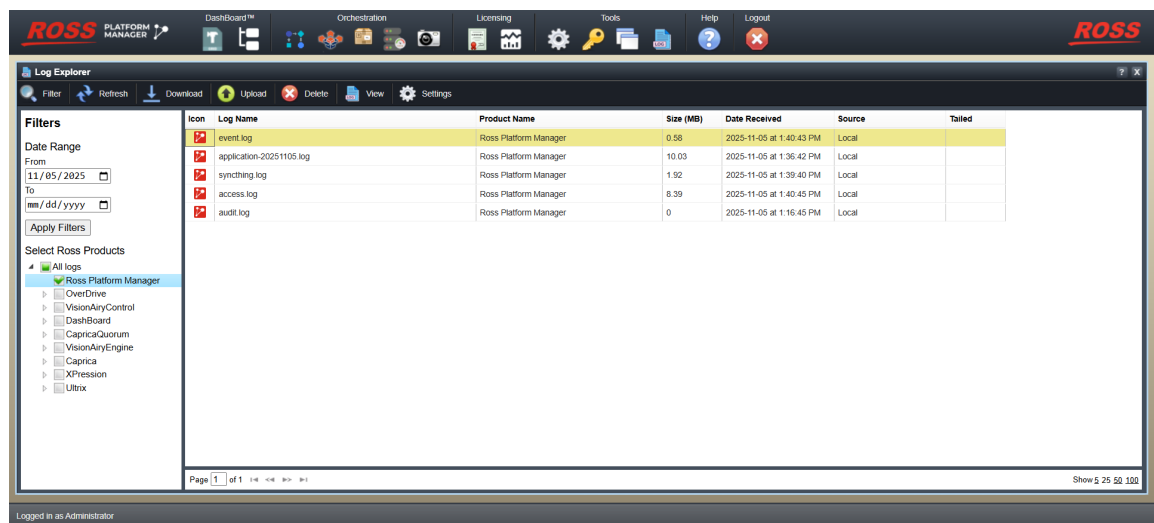 ROSS PLATFORM MANAGER
DashBoard™ Orchestration Licensing Tools Help Logout
ROSS
Log Explorer ? X
Filter Refresh Download Upload Delete View Settings
Filters
Date Range
From
11/05/2025
To
mm/dd/yyyy
Apply Filters
Select Ross Products
All logs
Ross Platform Manager
OverDrive
VisionAiryControl
DashBoard
CapricaQuorum
VisionAiryEngine
Caprica
XPression
Ultrix
Icon Log Name Product Name Size (MB) Date Received Source Tailed
event.log Ross Platform Manager 0.58 2025-11-05 at 1:40:43 PM Local
application-20251105.log Ross Platform Manager 10.03 2025-11-05 at 1:36:42 PM Local
syncthing.log Ross Platform Manager 1.92 2025-11-05 at 1:39:40 PM Local
access.log Ross Platform Manager 8.39 2025-11-05 at 1:40:45 PM Local
audit.log Ross Platform Manager 0 2025-11-05 at 1:16:45 PM Local
Page 1 of 1 Show 5 25 50 100
Logged in as Administrator